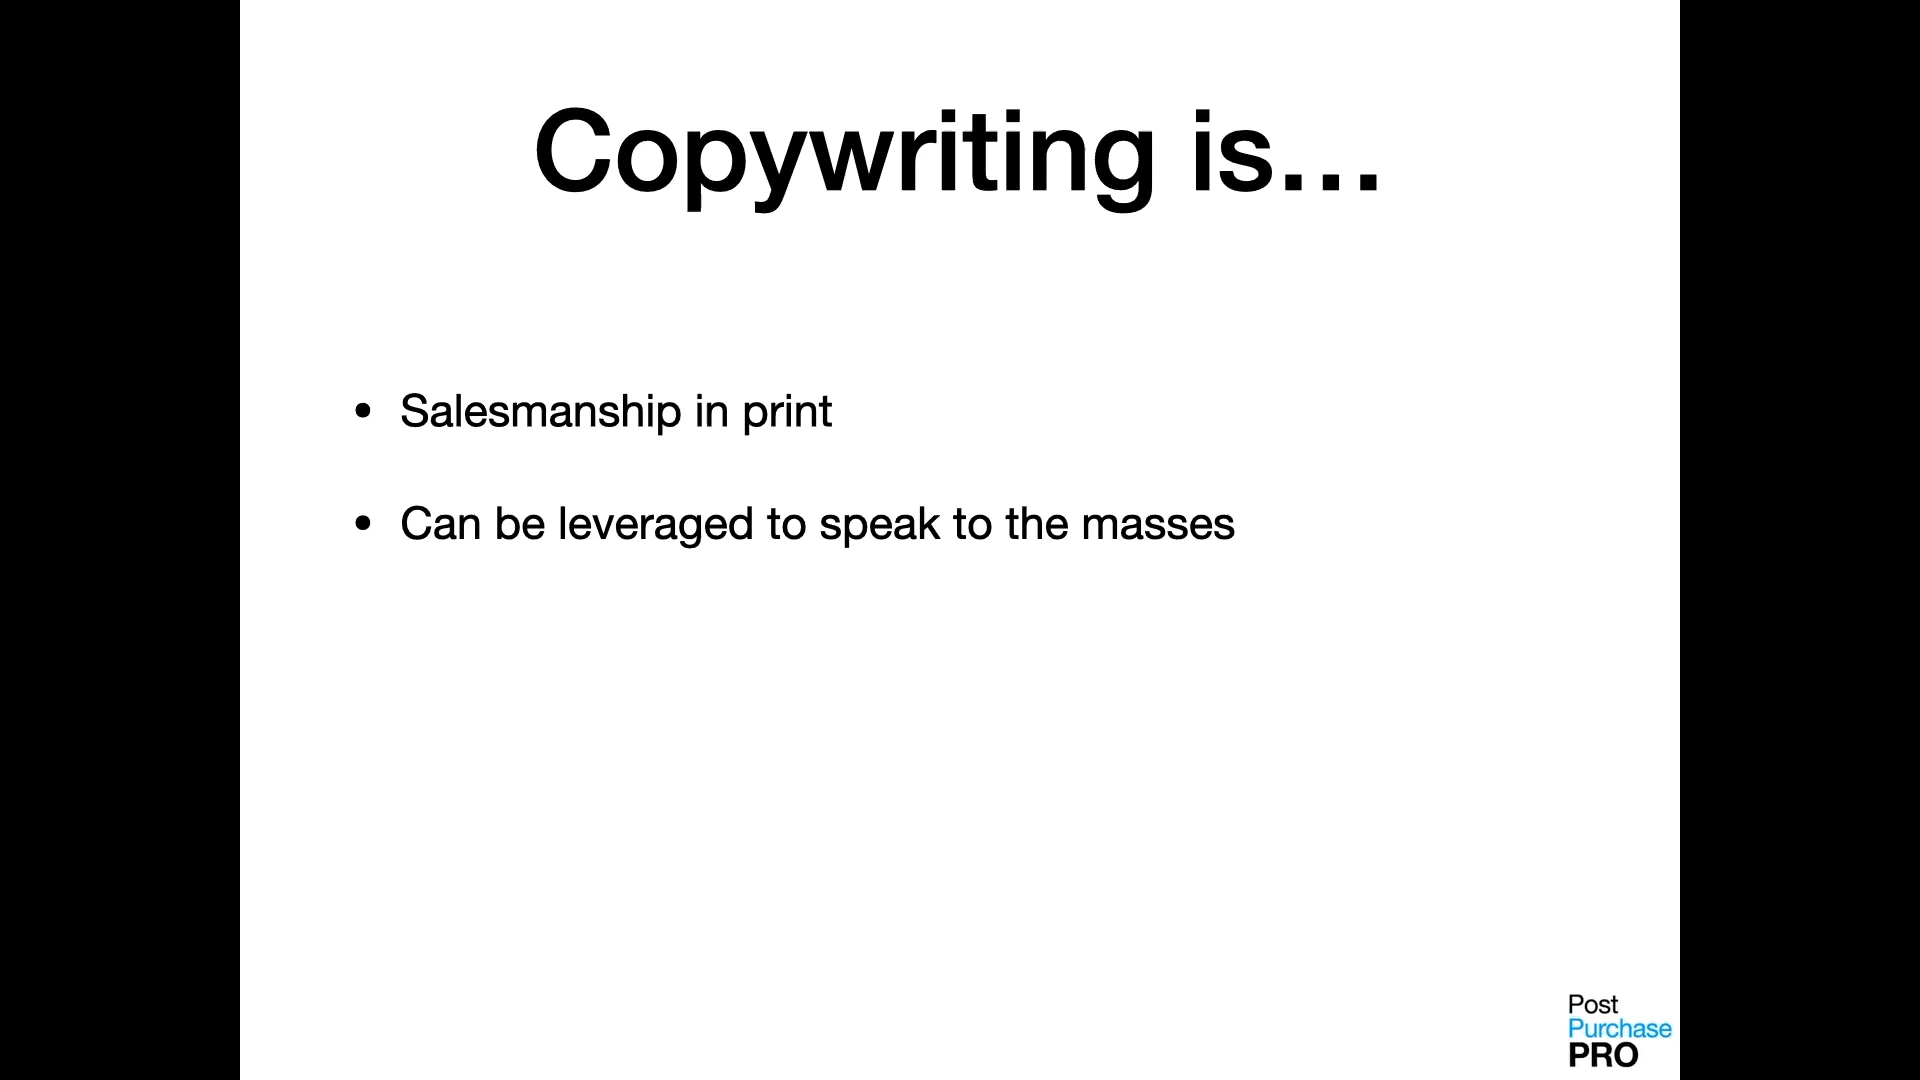 Copywriting is...
• Salesmanship in print
• Can be leveraged to speak to the masses
Post
Purchase
PRO